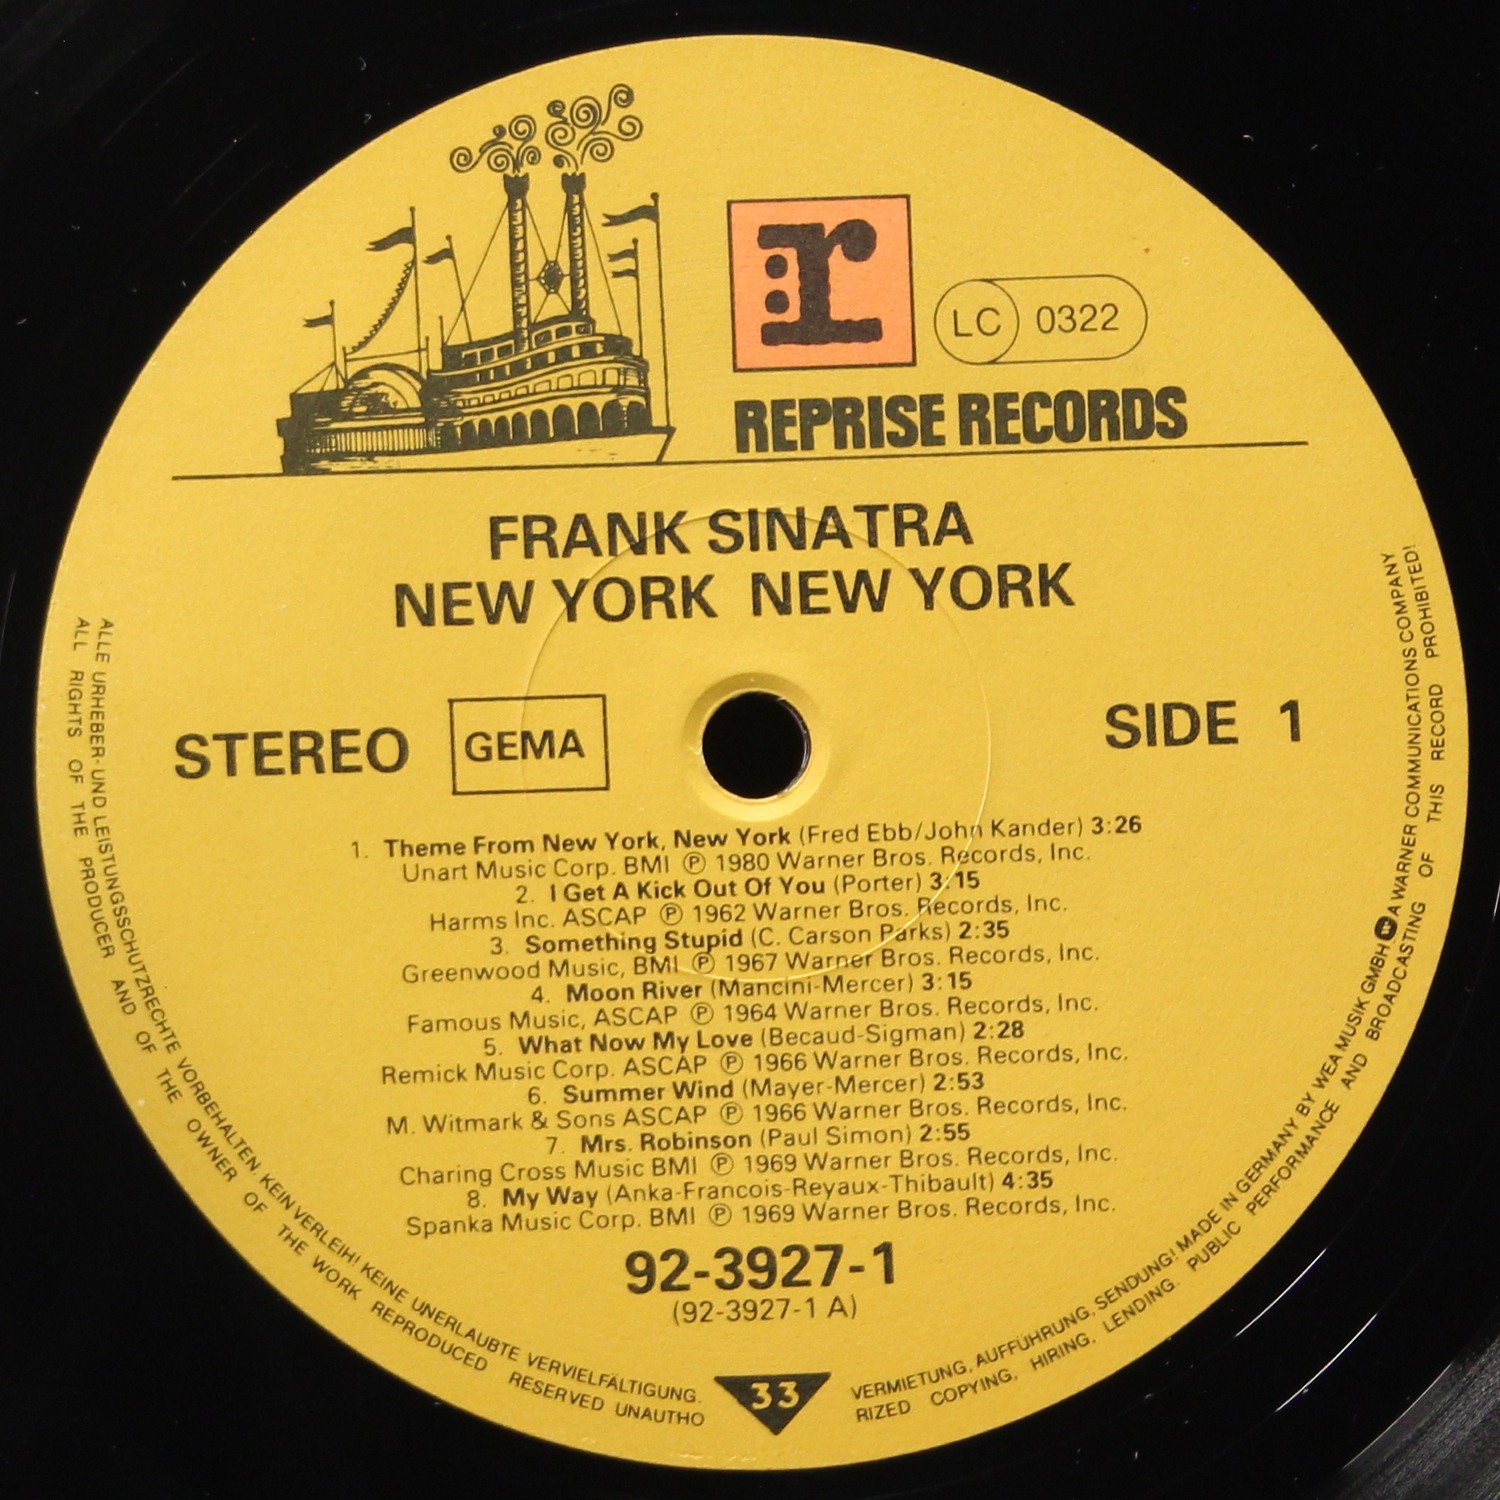 r
LC 0322
REPRISE RECORDS
FRANK SINATRA
NEW YORK NEW YORK
STEREO GEMA SIDE 1
1. Theme From New York, New York (Fred Ebb/John Kander) 3:26
Unart Music Corp. BMI ℗ 1980 Warner Bros. Records, Inc.
2. I Get A Kick Out Of You (Porter) 3:15
Harms Inc. ASCAP ℗ 1962 Warner Bros. Records, Inc.
3. Something Stupid (C. Carson Parks) 2:35
Greenwood Music, BMI ℗ 1967 Warner Bros. Records, Inc.
4. Moon River (Mancini-Mercer) 3:15
Famous Music, ASCAP ℗ 1964 Warner Bros. Records, Inc.
5. What Now My Love (Becaud-Sigman) 2:28
Remick Music Corp. ASCAP ℗ 1966 Warner Bros. Records, Inc.
6. Summer Wind (Mayer-Mercer) 2:53
M. Witmark & Sons ASCAP ℗ 1966 Warner Bros. Records, Inc.
7. Mrs. Robinson (Paul Simon) 2:55
Charing Cross Music BMI ℗ 1969 Warner Bros. Records, Inc.
8. My Way (Anka-Francois-Reyaux-Thibault) 4:35
Spanka Music Corp. BMI ℗ 1969 Warner Bros. Records, Inc.
92-3927-1
(92-3927-1 A)
33
ALLE URHEBER- UND LEISTUNGSSCHUTZRECHTE VORBEHALTEN. KEIN VERLEIH! KEINE UNERLAUBTE VERVIELFÄLTIGUNG. VERMIETUNG, AUFFÜHRUNG, SENDUNG! MADE IN GERMANY BY WEA MUSIK GMBH A WARNER COMMUNICATIONS COMPANY
ALL RIGHTS OF THE PRODUCER AND OF THE OWNER OF THE WORK REPRODUCED RESERVED UNAUTHO RIZED COPYING, HIRING, LENDING. PUBLIC PERFORMANCE AND BROADCASTING OF THIS RECORD PROHIBITED!